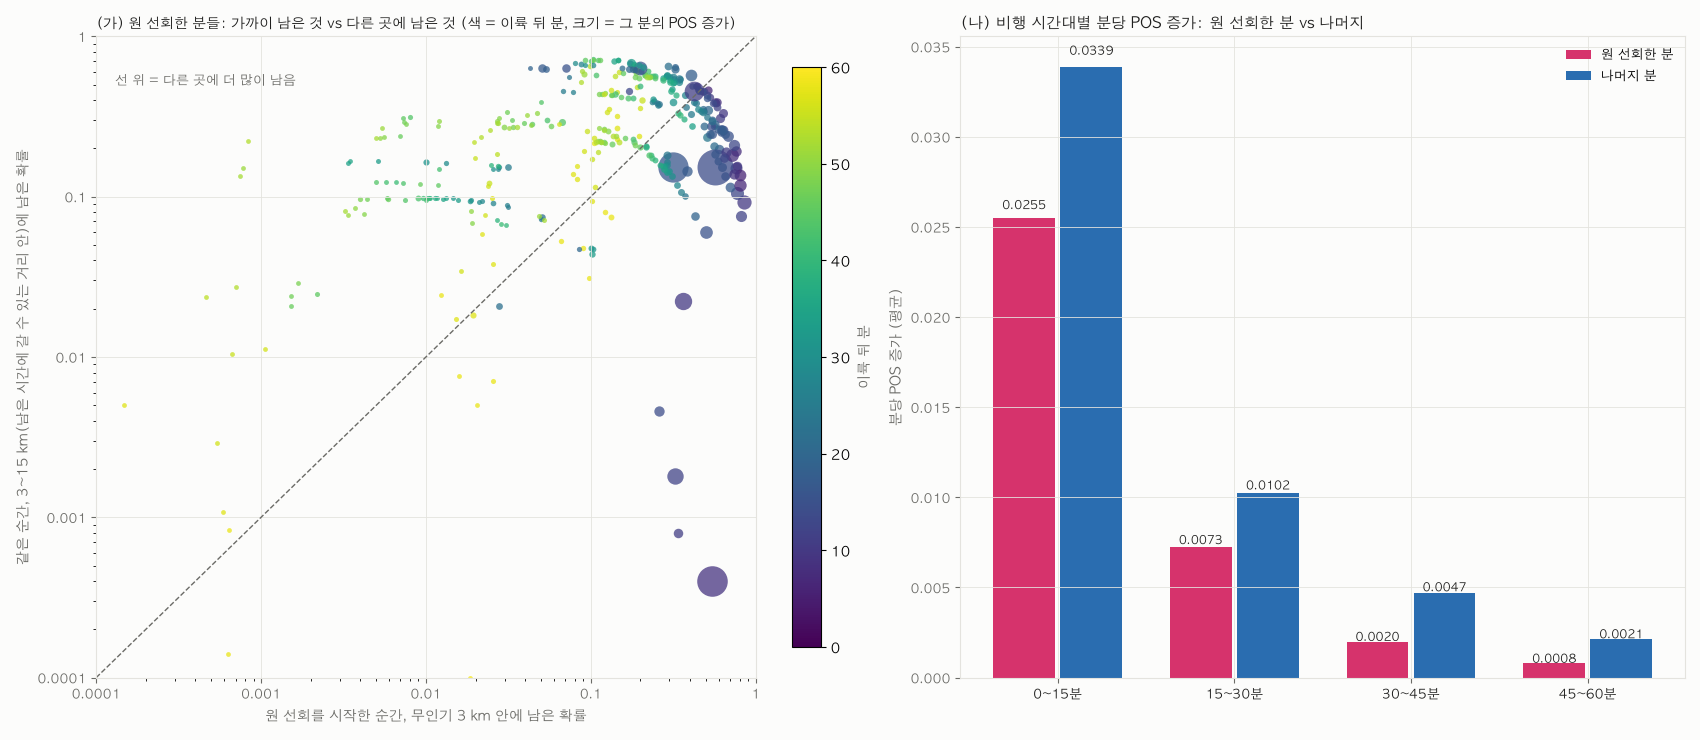 (가) 원 선회한 분들: 가까이 남은 것 vs 다른 곳에 남은 것 (색 = 이륙 뒤 분, 크기 = 그 분의 POS 증가)
선 위 = 다른 곳에 더 많이 남음
같은 순간, 3~15 km(남은 시간에 갈 수 있는 거리 안)에 남은 확률
1
0.1
0.01
0.001
0.0001
0.0001
0.001
0.01
0.1
1
원 선회를 시작한 순간, 무인기 3 km 안에 남은 확률
60
50
40
30
20
10
0
이륙 뒤 분
(나) 비행 시간대별 분당 POS 증가: 원 선회한 분 vs 나머지
원 선회한 분
나머지 분
분당 POS 증가 (평균)
0.035
0.030
0.025
0.020
0.015
0.010
0.005
0.000
0.0255
0.0339
0.0073
0.0102
0.0020
0.0047
0.0008
0.0021
0~15분
15~30분
30~45분
45~60분